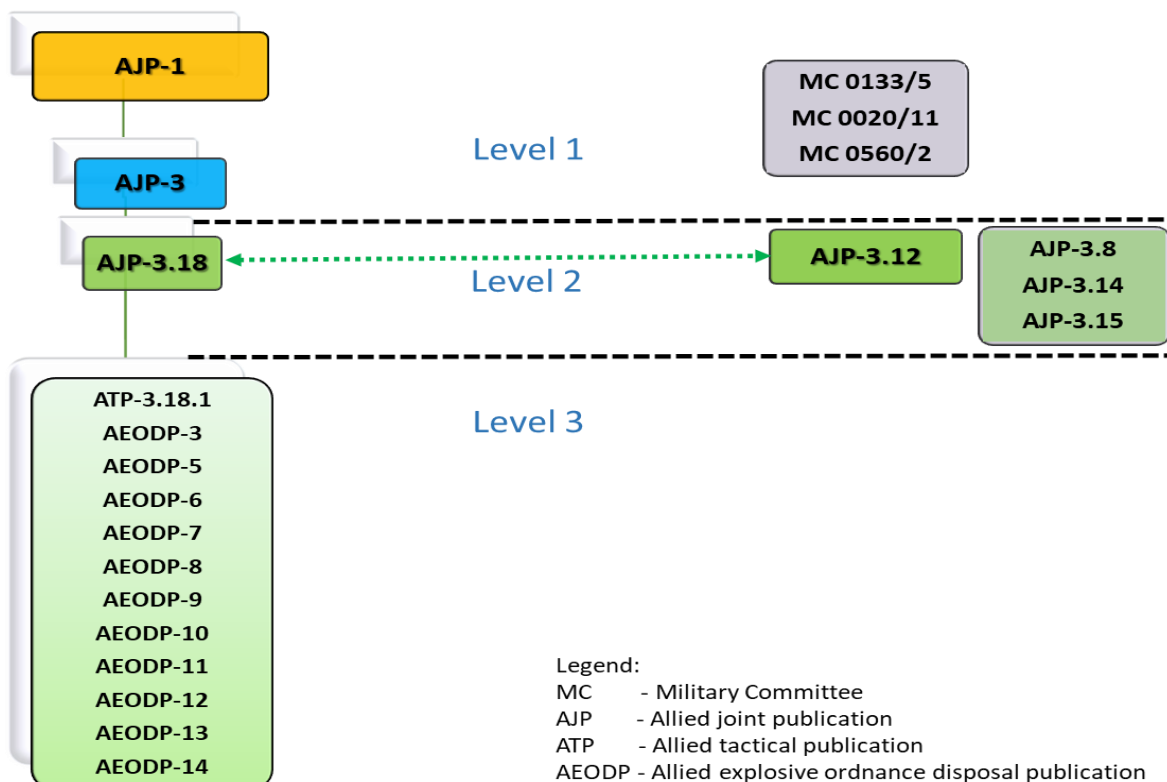 AJP-1
MC 0133/5
MC 0020/11
MC 0560/2
Level 1
AJP-3
AJP-3.18
AJP-3.12
AJP-3.8
AJP-3.14
AJP-3.15
Level 2
Level 3
ATP-3.18.1
AEODP-3
AEODP-5
AEODP-6
AEODP-7
AEODP-8
AEODP-9
AEODP-10
AEODP-11
AEODP-12
AEODP-13
AEODP-14
Legend:
MC - Military Committee
AJP - Allied joint publication
ATP - Allied tactical publication
AEODP - Allied explosive ordnance disposal publication